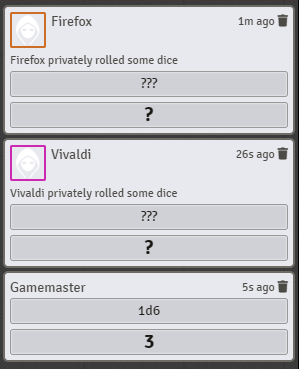 Firefox 1m ago
Firefox privately rolled some dice
???
?
Vivaldi 26s ago
Vivaldi privately rolled some dice
???
?
Gamemaster 5s ago
1d6
3